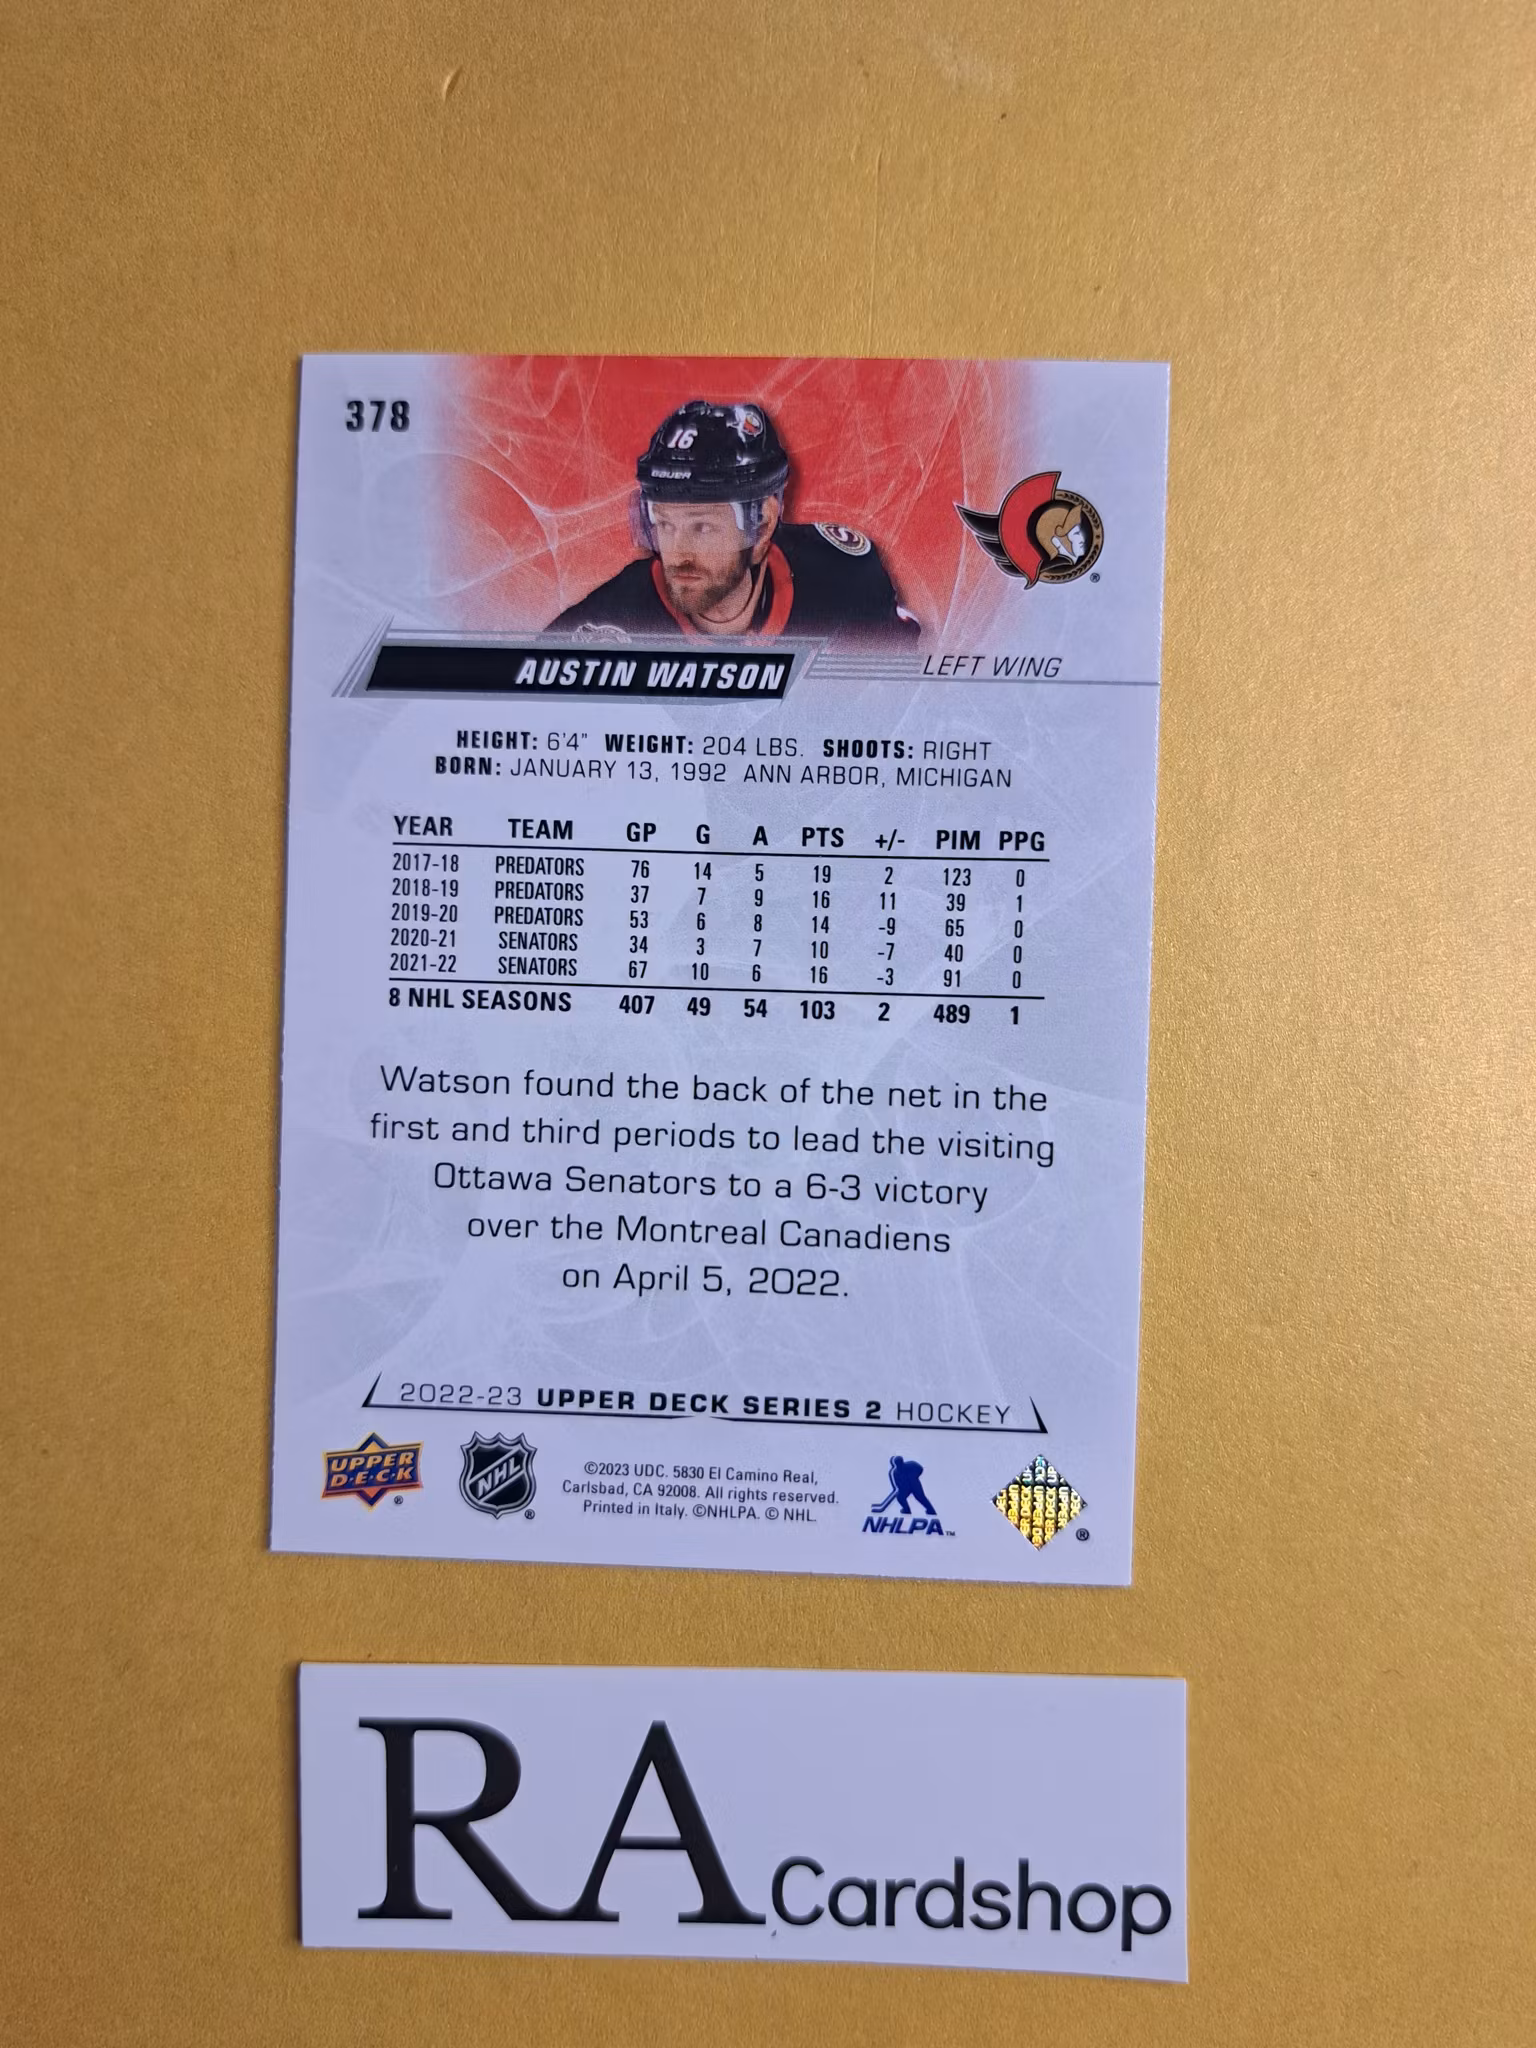 378
16
BAUER
AUSTIN WATSON
LEFT WING
HEIGHT: 6'4" WEIGHT: 204 LBS. SHOOTS: RIGHT
BORN: JANUARY 13, 1992 ANN ARBOR, MICHIGAN
YEAR TEAM GP G A PTS +/- PIM PPG
2017-18 PREDATORS 76 14 5 19 2 123 0
2018-19 PREDATORS 37 7 9 16 11 39 1
2019-20 PREDATORS 53 6 8 14 -9 65 0
2020-21 SENATORS 34 3 7 10 -7 40 0
2021-22 SENATORS 67 10 6 16 -3 91 0
8 NHL SEASONS 407 49 54 103 2 489 1
Watson found the back of the net in the
first and third periods to lead the visiting
Ottawa Senators to a 6-3 victory
over the Montreal Canadiens
on April 5, 2022.
2022-23 UPPER DECK SERIES 2 HOCKEY
UPPER
D·E·C·K ®
NHL ®
©2023 UDC. 5830 El Camino Real,
Carlsbad, CA 92008. All rights reserved.
Printed in Italy. ©NHLPA. © NHL.
NHLPA™
®
RA Cardshop